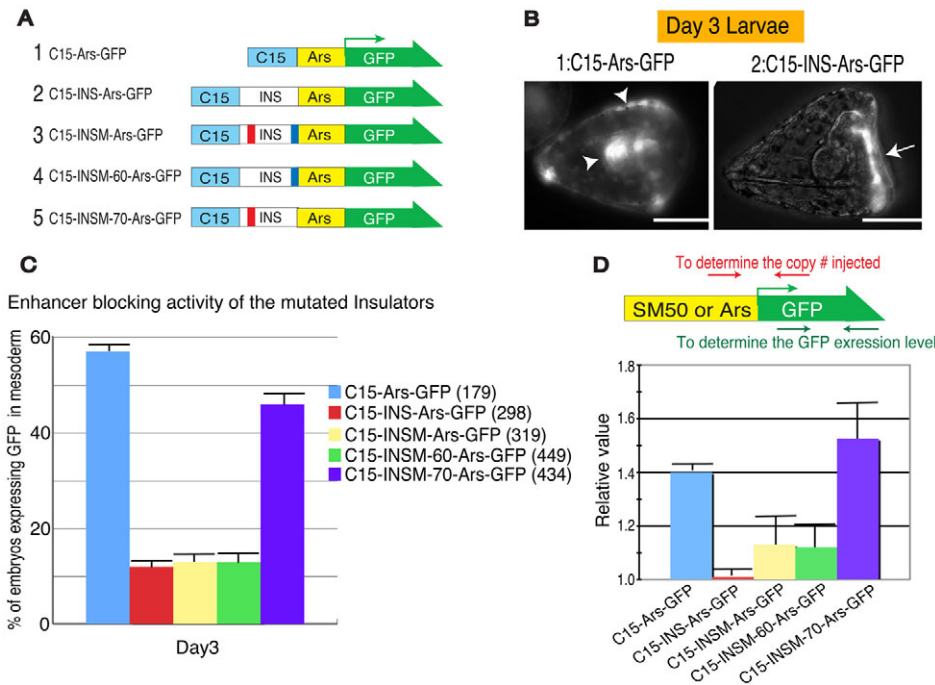 A
1 C15-Ars-GFP
C15 Ars GFP
2 C15-INS-Ars-GFP
C15 INS Ars GFP
3 C15-INSM-Ars-GFP
C15 INS Ars GFP
4 C15-INSM-60-Ars-GFP
C15 INS Ars GFP
5 C15-INSM-70-Ars-GFP
C15 INS Ars GFP
B
Day 3 Larvae
1:C15-Ars-GFP
2:C15-INS-Ars-GFP
C
Enhancer blocking activity of the mutated Insulators
% of embryos expressing GFP in mesoderm
60
40
20
0
Day3
C15-Ars-GFP (179)
C15-INS-Ars-GFP (298)
C15-INSM-Ars-GFP (319)
C15-INSM-60-Ars-GFP (449)
C15-INSM-70-Ars-GFP (434)
D
To determine the copy # injected
SM50 or Ars GFP
To determine the GFP exression level
Relative value
1.8
1.6
1.4
1.2
1.0
C15-Ars-GFP
C15-INS-Ars-GFP
C15-INSM-Ars-GFP
C15-INSM-60-Ars-GFP
C15-INSM-70-Ars-GFP